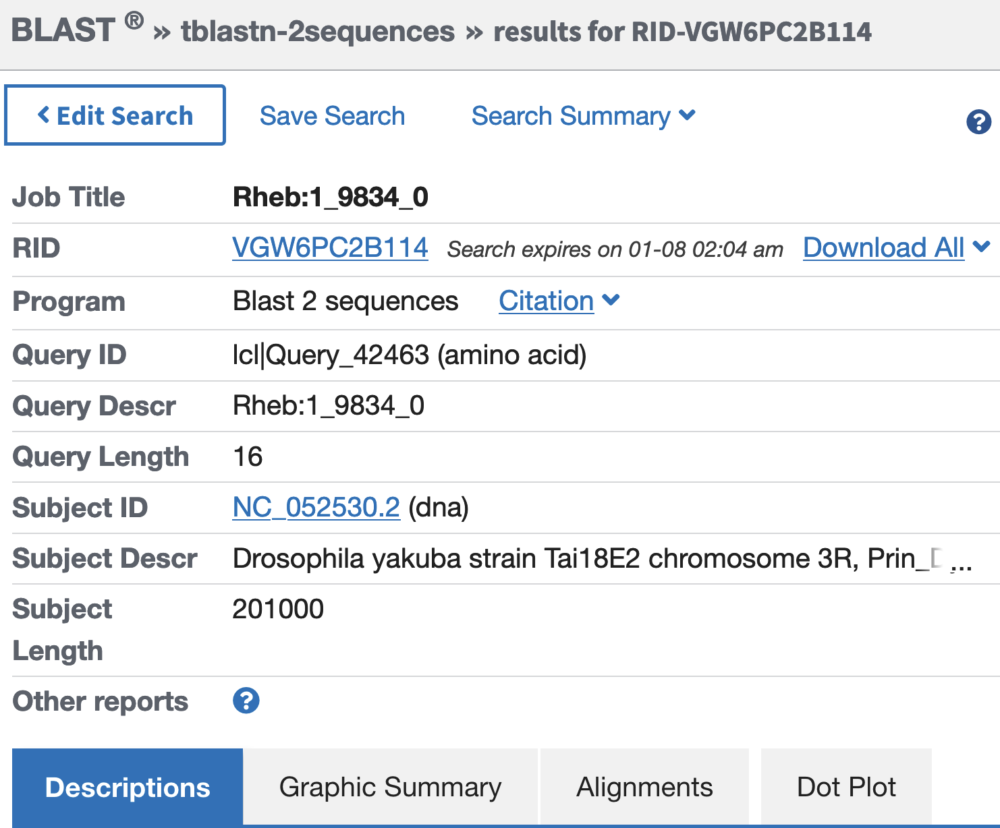 BLAST ® » tblastn-2sequences » results for RID-VGW6PC2B114
Edit Search Save Search Search Summary ?
Job Title Rheb:1_9834_0
RID VGW6PC2B114 Search expires on 01-08 02:04 am Download All
Program Blast 2 sequences Citation
Query ID lcl|Query_42463 (amino acid)
Query Descr Rheb:1_9834_0
Query Length 16
Subject ID NC_052530.2 (dna)
Subject Descr Drosophila yakuba strain Tai18E2 chromosome 3R, Prin_D ...
Subject 201000
Length
Other reports ?
Descriptions Graphic Summary Alignments Dot Plot